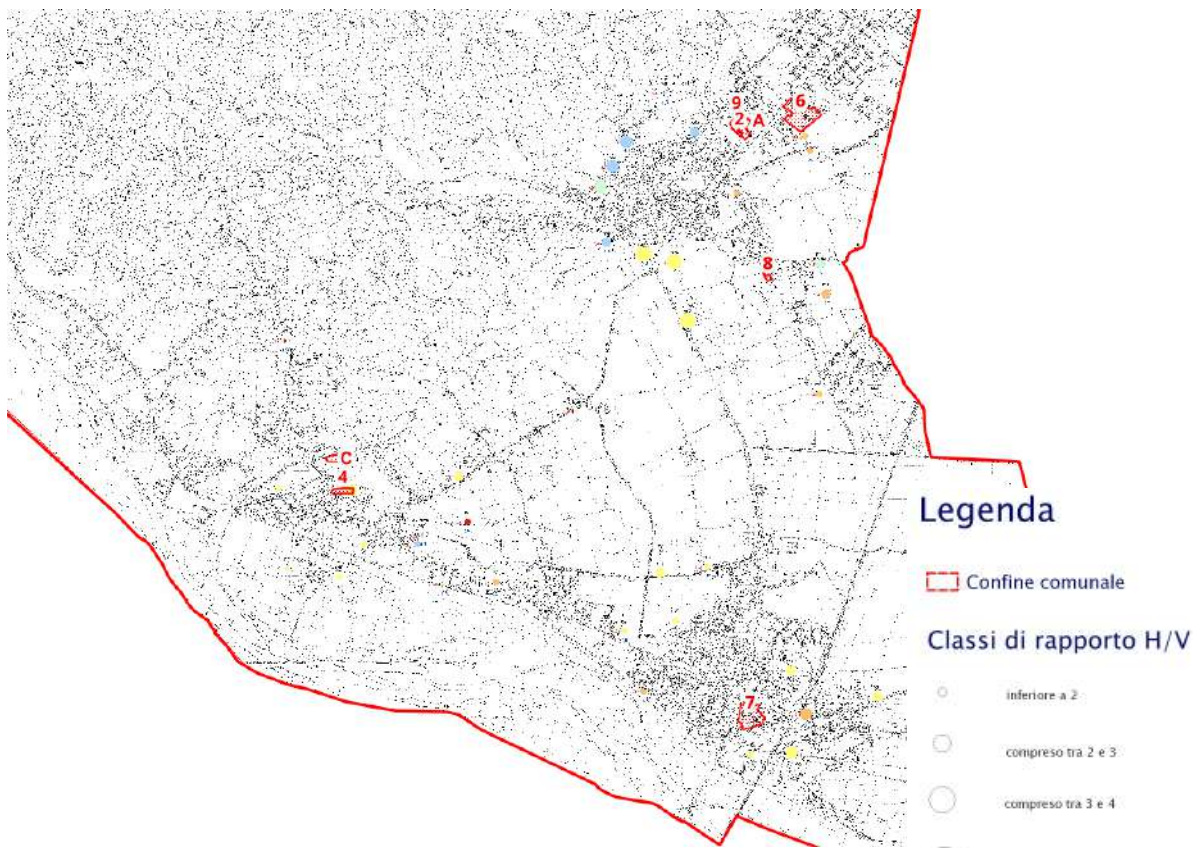 9
6
2 A
8
C
4
7
Legenda
Confine comunale
Classi di rapporto H/V
inferiore a 2
compreso tra 2 e 3
compreso tra 3 e 4